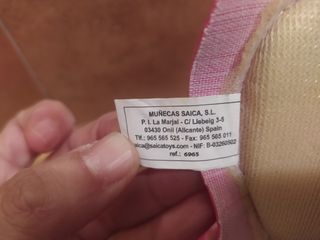 MUÑECAS SAICA, S.L.
P. I. La Marjal - C/ Llebeig 3-5
03430 Onil (Alicante) Spain
Tlf.: 965 565 525 - Fax: 965 565 011
saica@saicatoys.com - NIF: B-03260902
ref.: 6965